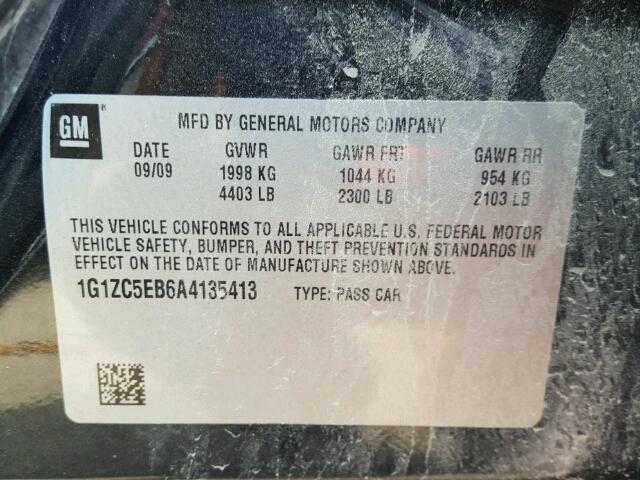 GM
MFD BY GENERAL MOTORS COMPANY
DATE GVWR GAWR FRT GAWR RR
09/09 1998 KG 1044 KG 954 KG
4403 LB 2300 LB 2103 LB
THIS VEHICLE CONFORMS TO ALL APPLICABLE U.S. FEDERAL MOTOR
VEHICLE SAFETY, BUMPER, AND THEFT PREVENTION STANDARDS IN
EFFECT ON THE DATE OF MANUFACTURE SHOWN ABOVE.
1G1ZC5EB6A4135413 TYPE: PASS CAR